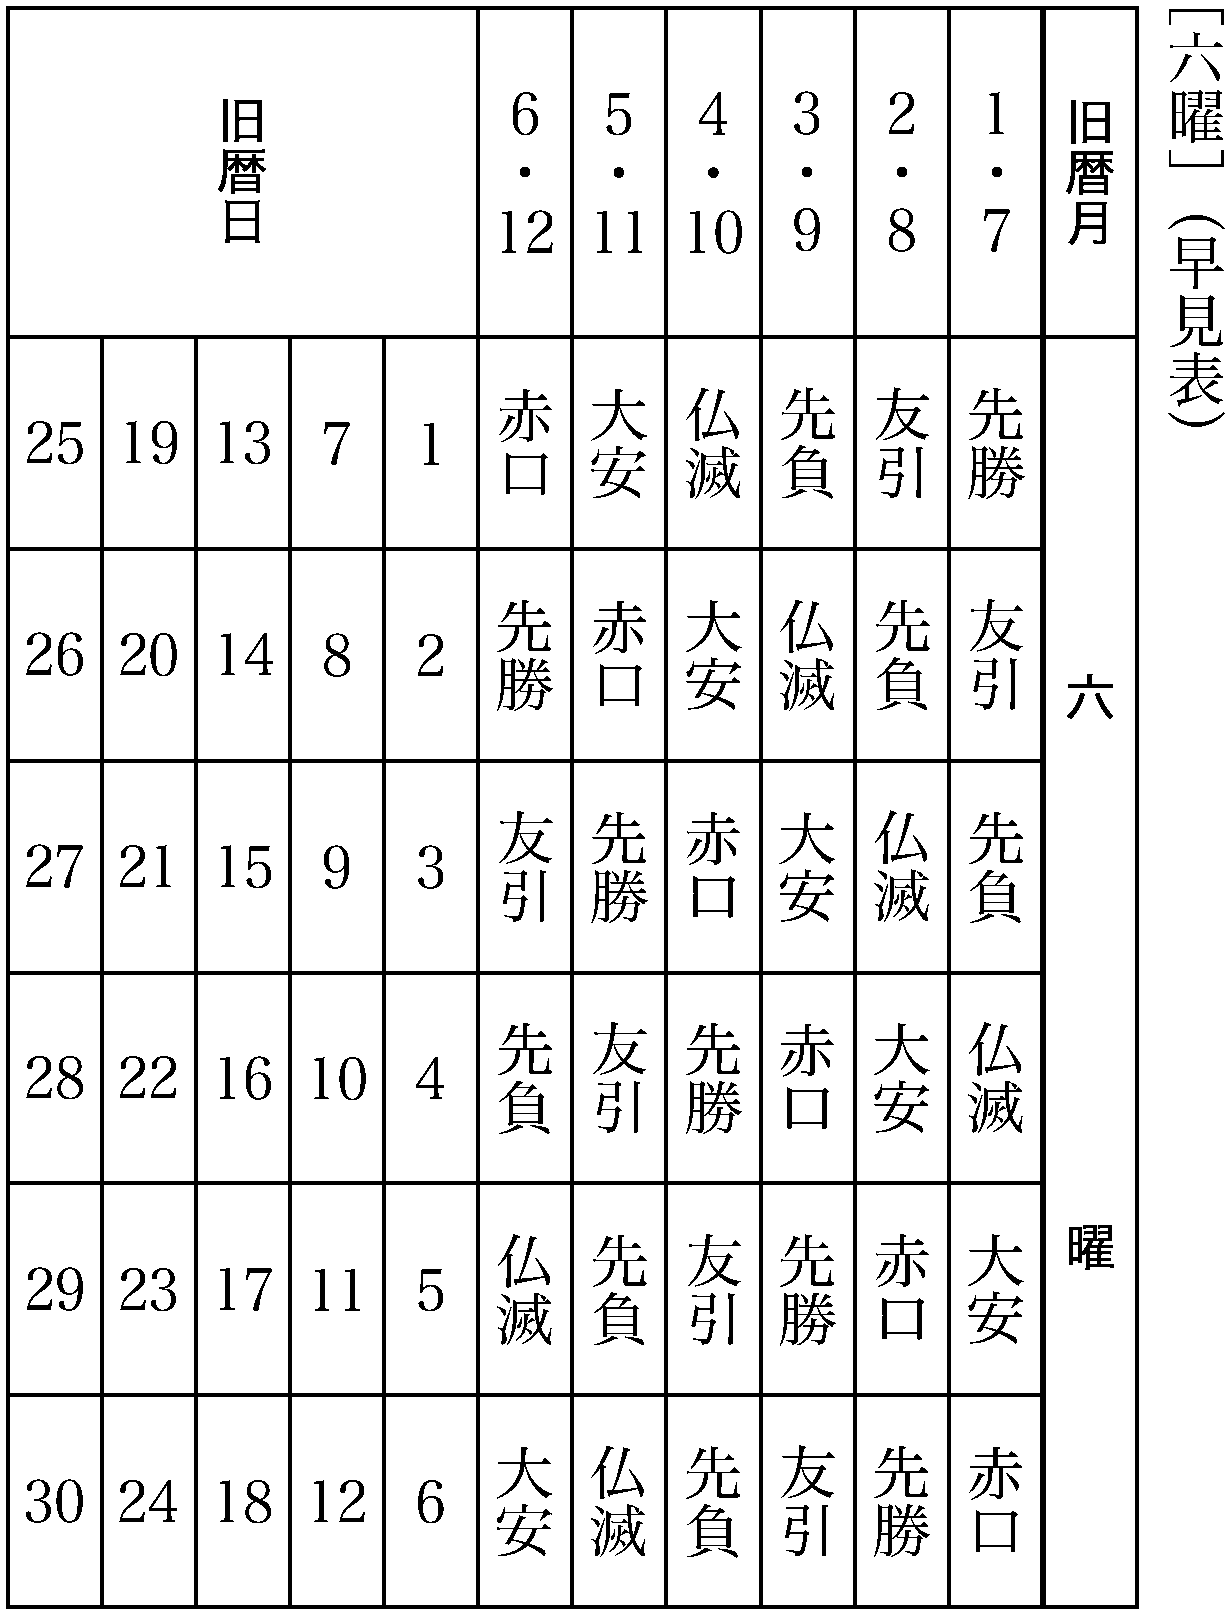 ［六曜］（早見表）
旧暦月 六曜
1・7 先勝 友引 先負 仏滅 大安 赤口
2・8 友引 先負 仏滅 大安 赤口 先勝
3・9 先負 仏滅 大安 赤口 先勝 友引
4・10 仏滅 大安 赤口 先勝 友引 先負
5・11 大安 赤口 先勝 友引 先負 仏滅
6・12 赤口 先勝 友引 先負 仏滅 大安
旧暦日
1 2 3 4 5 6
7 8 9 10 11 12
13 14 15 16 17 18
19 20 21 22 23 24
25 26 27 28 29 30